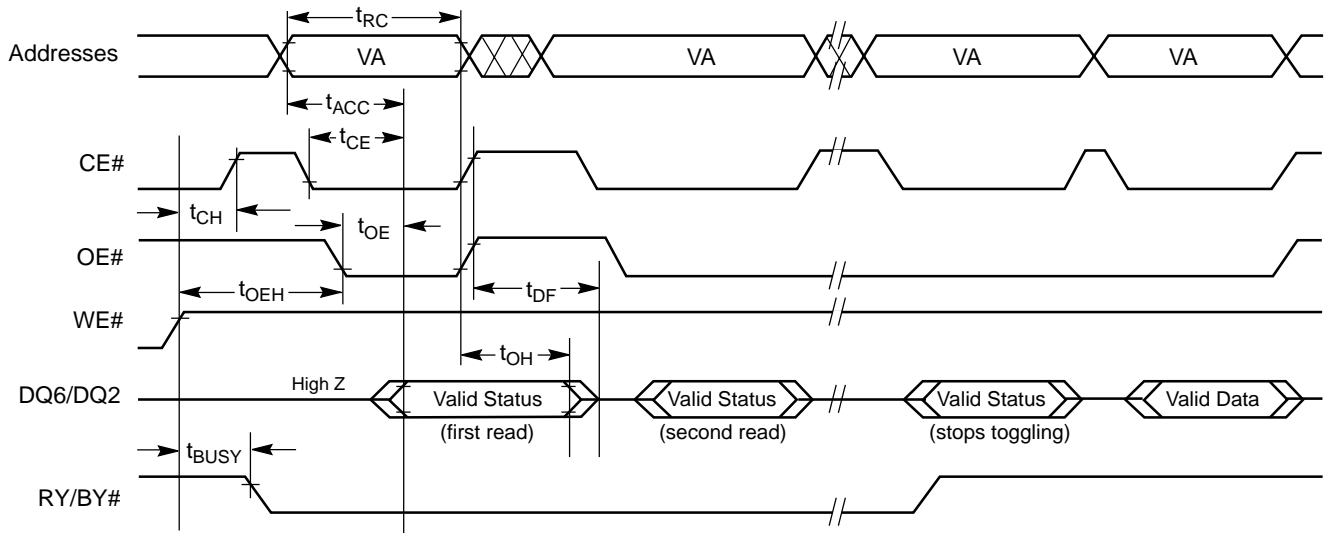 tRC
Addresses VA VA VA VA
tACC
tCE
CE#
tCH tOE
OE#
tOEH tDF
WE#
tOH
High Z
DQ6/DQ2 Valid Status Valid Status Valid Status Valid Data
(first read) (second read) (stops toggling)
tBUSY
RY/BY#